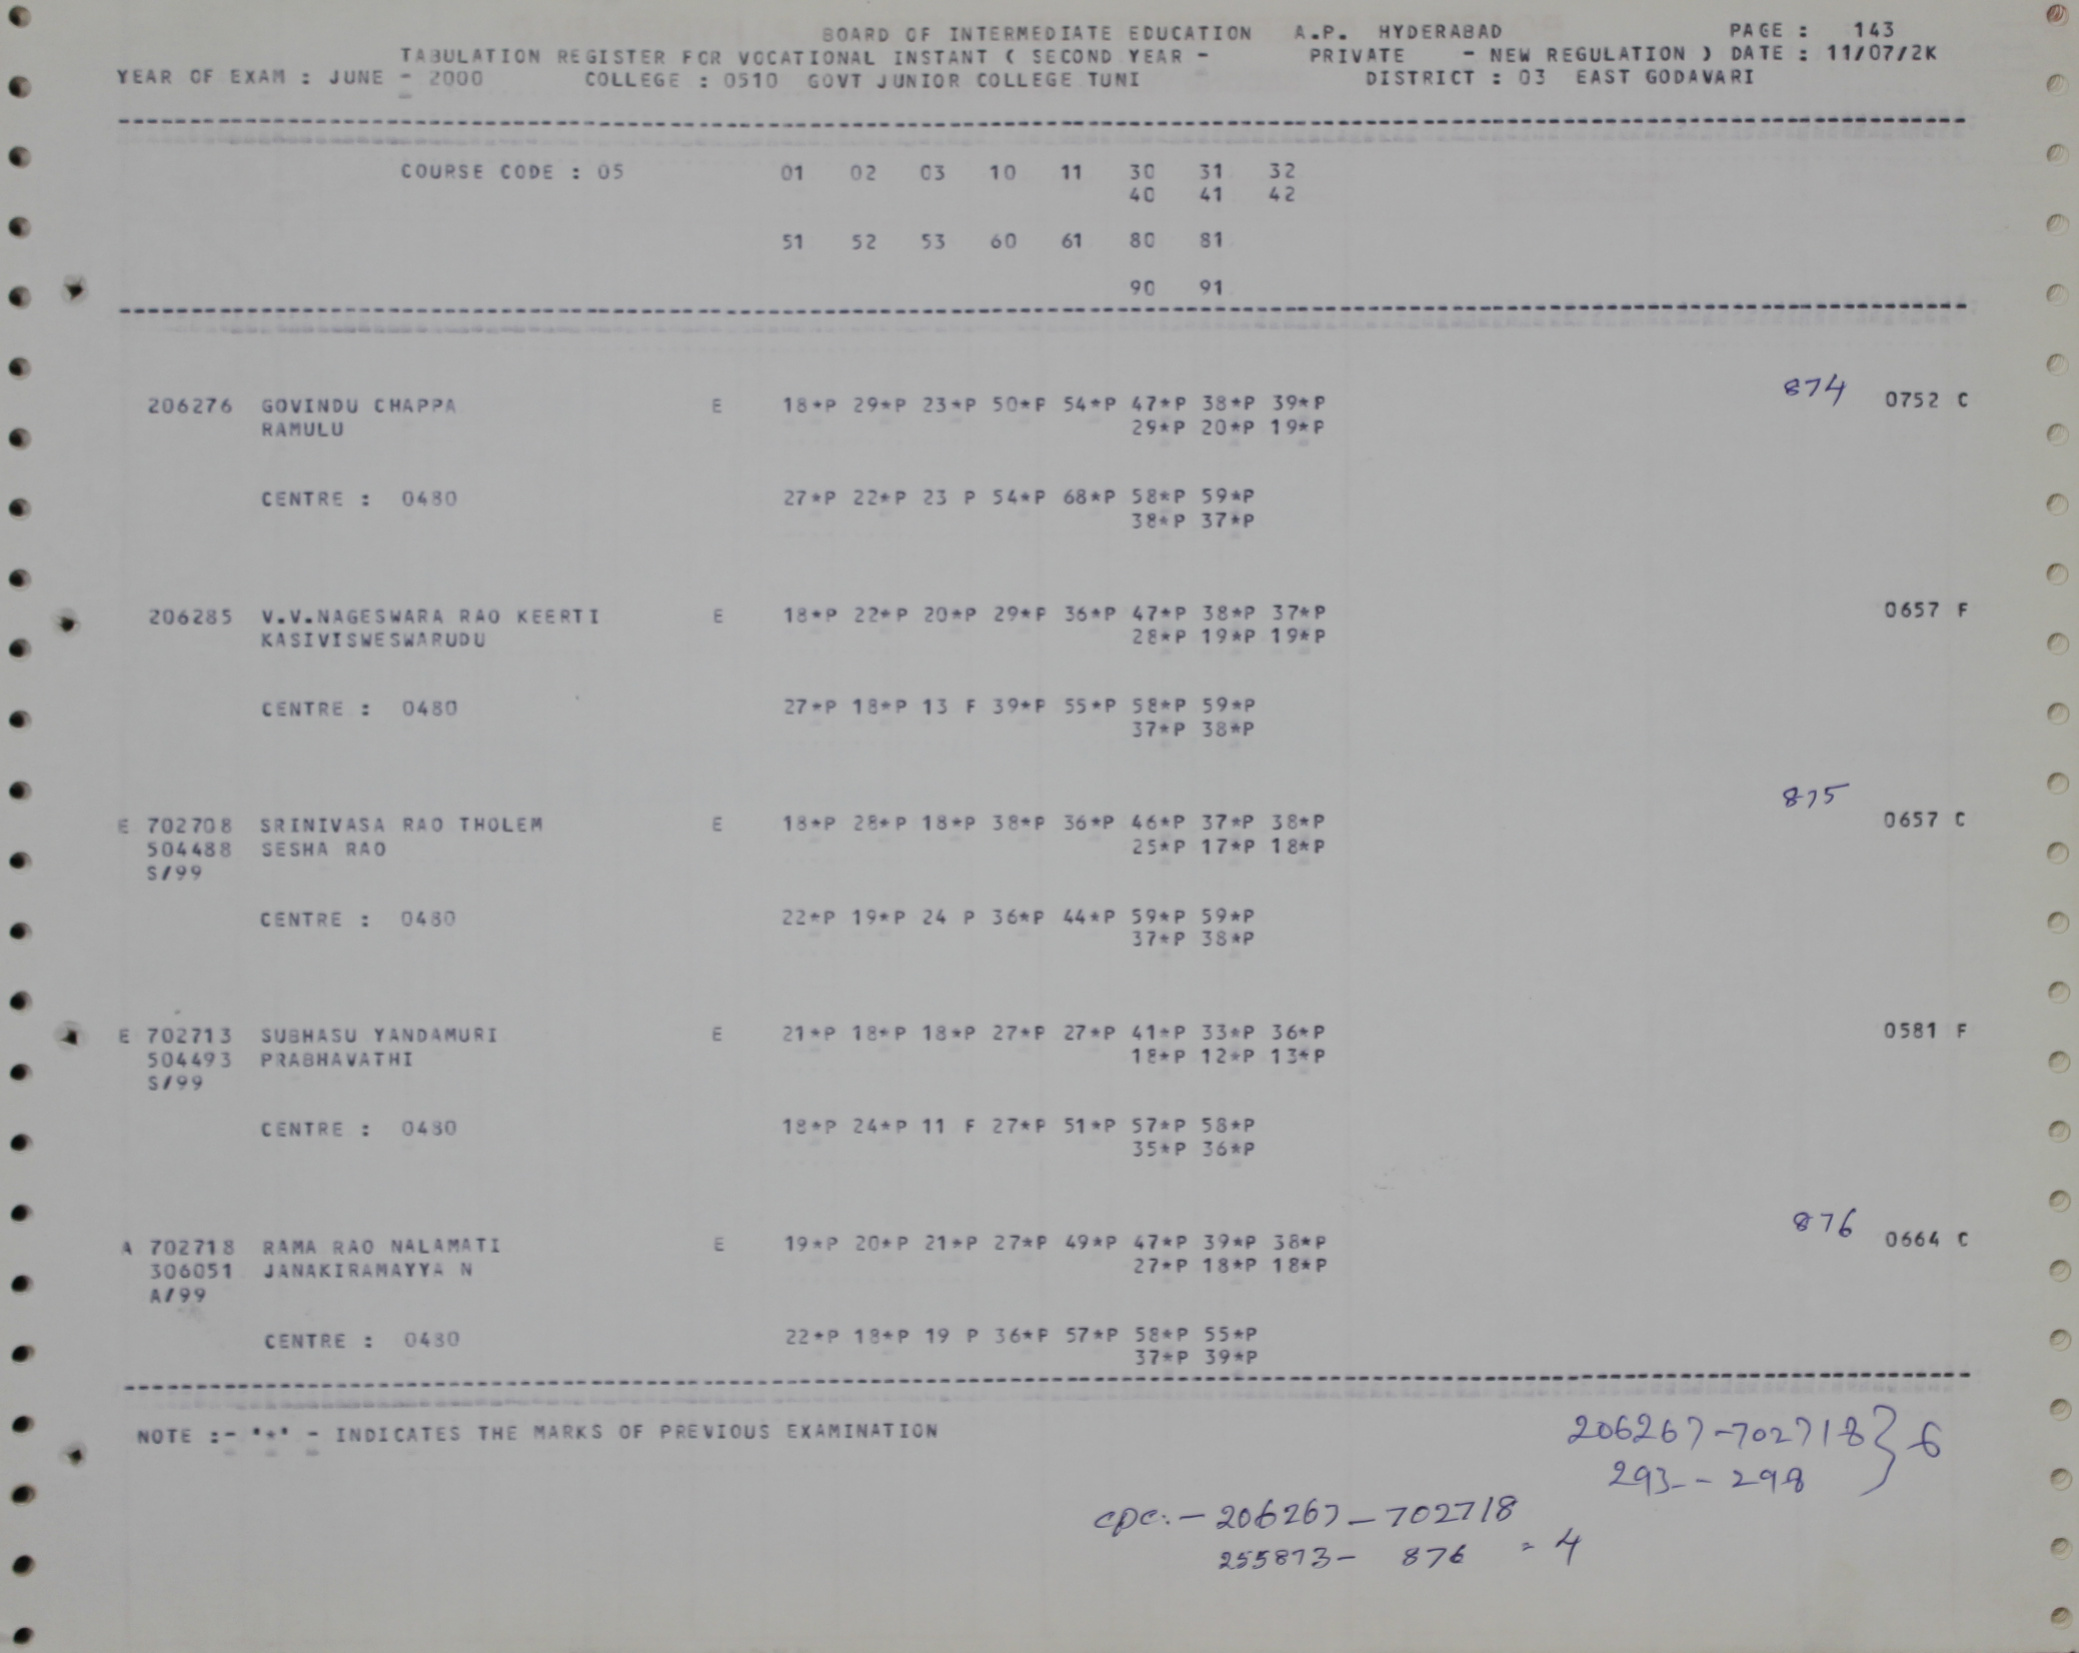 BOARD OF INTERMEDIATE EDUCATION A.P. HYDERABAD PAGE : 143
TABULATION REGISTER FOR VOCATIONAL INSTANT ( SECOND YEAR - PRIVATE - NEW REGULATION ) DATE : 11/07/2K
YEAR OF EXAM : JUNE - 2000 COLLEGE : 0510 GOVT JUNIOR COLLEGE TUNI DISTRICT : 03 EAST GODAVARI
COURSE CODE : 05 01 02 03 10 11 30 31 32
40 41 42
51 52 53 60 61 80 81
90 91
874
206276 GOVINDU CHAPPA E 18*P 29*P 23*P 50*P 54*P 47*P 38*P 39*P 0752 C
RAMULU 29*P 20*P 19*P
CENTRE : 0480 27*P 22*P 23 P 54*P 68*P 58*P 59*P
38*P 37*P
206285 V.V.NAGESWARA RAO KEERTI E 18*P 22*P 20*P 29*P 36*P 47*P 38*P 37*P 0657 F
KASIVISWESWARUDU 28*P 19*P 19*P
CENTRE : 0480 27*P 18*P 13 F 39*P 55*P 58*P 59*P
37*P 38*P
875
E 702708 SRINIVASA RAO THOLEM E 18*P 28*P 18*P 38*P 36*P 46*P 37*P 38*P 0657 C
504488 SESHA RAO 25*P 17*P 18*P
S/99
CENTRE : 0480 22*P 19*P 24 P 36*P 44*P 59*P 59*P
37*P 38*P
E 702713 SUBHASU YANDAMURI E 21*P 18*P 18*P 27*P 27*P 41*P 33*P 36*P 0581 F
504493 PRABHAVATHI 18*P 12*P 13*P
S/99
CENTRE : 0480 18*P 24*P 11 F 27*P 51*P 57*P 58*P
35*P 36*P
876
A 702718 RAMA RAO NALAMATI E 19*P 20*P 21*P 27*P 49*P 47*P 39*P 38*P 0664 C
306051 JANAKIRAMAYYA N 27*P 18*P 18*P
A/99
CENTRE : 0480 22*P 18*P 19 P 36*P 57*P 58*P 55*P
37*P 39*P
NOTE :- "*" - INDICATES THE MARKS OF PREVIOUS EXAMINATION
206267-702718} 6
293-- 298
cpc:- 206267-702718
255873- 876 = 4